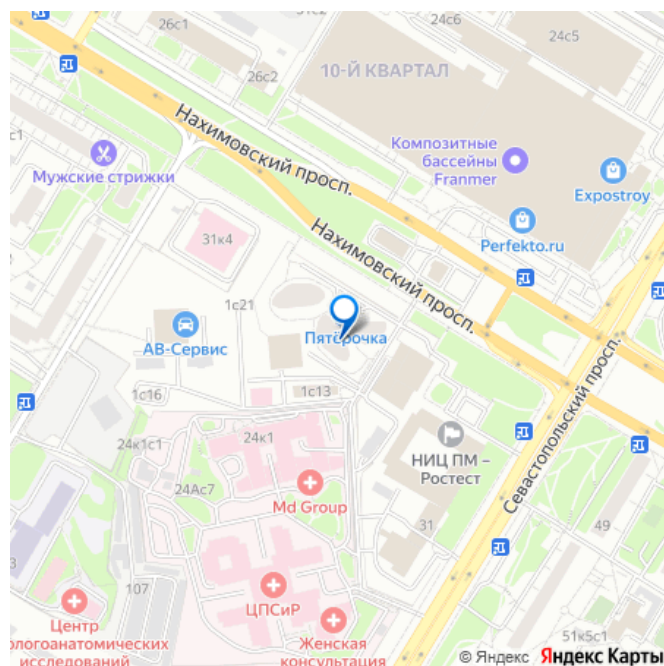 26с1
24с6
24с5
26с2
10-Й КВАРТАЛ
Нахимовский просп.
Композитные
бассейны
Franmer
Мужские стрижки
Expostroy
Perfekto.ru
31к4
Нахимовский просп.
1с21
Пятёрочка
АВ-Сервис
1с13
1с16
Севастопольский просп.
24к1с1
24к1
НИЦ ПМ –
Ростест
24Ас7
Md Group
31
49
107
ЦПСиР
Центр
ологоанатомических
исследований
Женская
консультация
51к5с1
© Яндекс Яндекс Карты